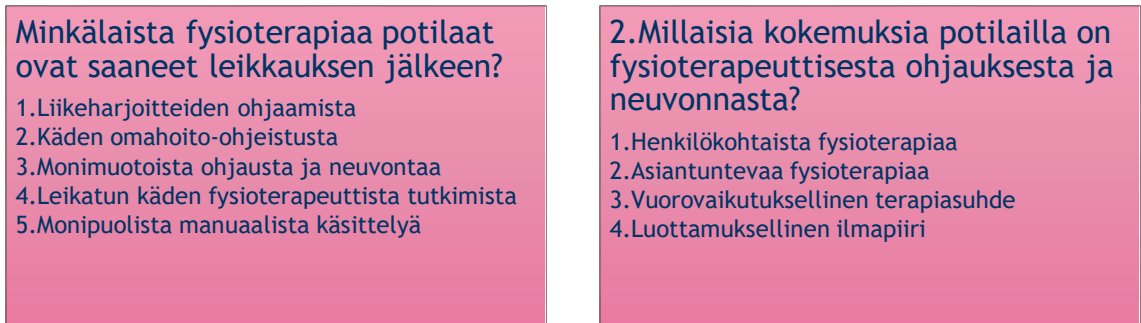 Minkälaista fysioterapiaa potilaat
ovat saaneet leikkauksen jälkeen?
1.Liikeharjoitteiden ohjaamista
2.Käden omahoito-ohjeistusta
3.Monimuotoista ohjausta ja neuvontaa
4.Leikatun käden fysioterapeuttista tutkimista
5.Monipuolista manuaalista käsittelyä
2.Millaisia kokemuksia potilailla on
fysioterapeuttisesta ohjauksesta ja
neuvonnasta?
1.Henkilökohtaista fysioterapiaa
2.Asiantuntevaa fysioterapiaa
3.Vuorovaikutuksellinen terapiasuhde
4.Luottamuksellinen ilmapiiri